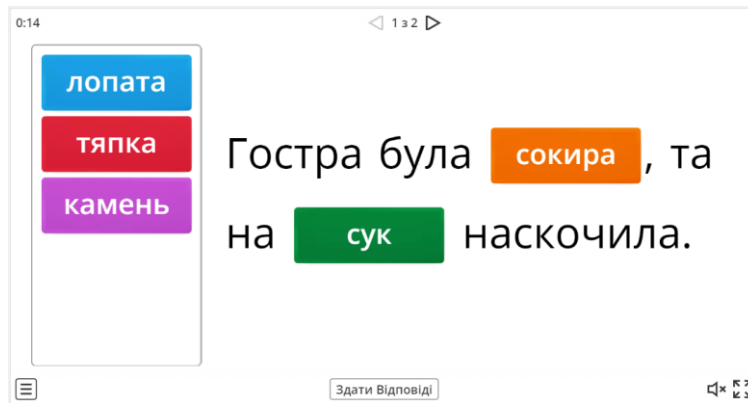 0:14
1 з 2
лопата
тяпка
камень
Гостра була сокира, та
на сук наскочила.
Здати Відповіді